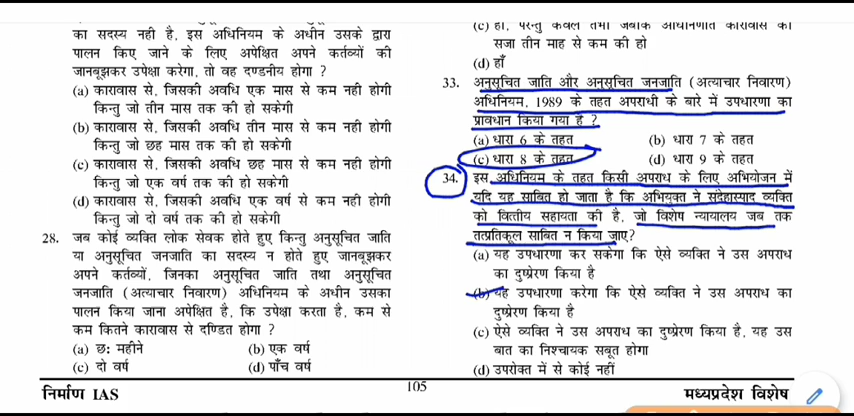 का सदस्य नहीं है, इस अधिनियम के अधीन उसके द्वारा
पालन किए जाने के लिए अपेक्षित अपने कर्तव्यों की
जानबूझकर उपेक्षा करेगा, तो वह दण्डनीय होगा ?
(a) कारावास से, जिसकी अवधि एक मास से कम नहीं होगी
किन्तु जो तीन मास तक की हो सकेगी
(b) कारावास से, जिसकी अवधि तीन मास से कम नहीं होगी
किन्तु जो छह मास तक की हो सकेगी
(c) कारावास से, जिसकी अवधि छह मास से कम नहीं होगी
किन्तु जो एक वर्ष तक की हो सकेगी
(d) कारावास से, जिसकी अवधि एक वर्ष से कम नहीं होगी
किन्तु जो दो वर्ष तक की हो सकेगी
28. जब कोई व्यक्ति लोक सेवक होते हुए किन्तु अनुसूचित जाति
या अनुसूचित जनजाति का सदस्य न होते हुए जानबूझकर
अपने कर्तव्यों, जिनका अनुसूचित जाति तथा अनुसूचित
जनजाति (अत्याचार निवारण) अधिनियम के अधीन उसका
पालन किया जाना अपेक्षित है, कि उपेक्षा करता है, कम से
कम कितने कारावास से दण्डित होगा ?
(a) छ: महीने (b) एक वर्ष
(c) दो वर्ष (d) पाँच वर्ष
(c) हाँ, परन्तु केवल तभी जबकि अधिनिर्णीत कारावास की
सजा तीन माह से कम की हो
(d) हाँ
33. अनुसूचित जाति और अनुसूचित जनजाति (अत्याचार निवारण)
अधिनियम, 1989 के तहत अपराधी के बारे में उपधारणा का
प्रावधान किया गया है ?
(a) धारा 6 के तहत (b) धारा 7 के तहत
(c) धारा 8 के तहत (d) धारा 9 के तहत
34. इस अधिनियम के तहत किसी अपराध के लिए अभियोजन में
यदि यह साबित हो जाता है कि अभियुक्त ने संदेहास्पाद व्यक्ति
को वित्तीय सहायता की है, जो विशेष न्यायालय जब तक
तत्प्रतिकूल साबित न किया जाए?
(a) यह उपधारणा कर सकेगा कि ऐसे व्यक्ति ने उस अपराध
का दुष्प्रेरण किया है
(b) यह उपधारणा करेगा कि ऐसे व्यक्ति ने उस अपराध का
दुष्प्रेरण किया है
(c) ऐसे व्यक्ति ने उस अपराध का दुष्प्रेरण किया है, यह उस
बात का निश्चायक सबूत होगा
(d) उपरोक्त में से कोई नहीं
निर्माण IAS 105 मध्यप्रदेश विशेष